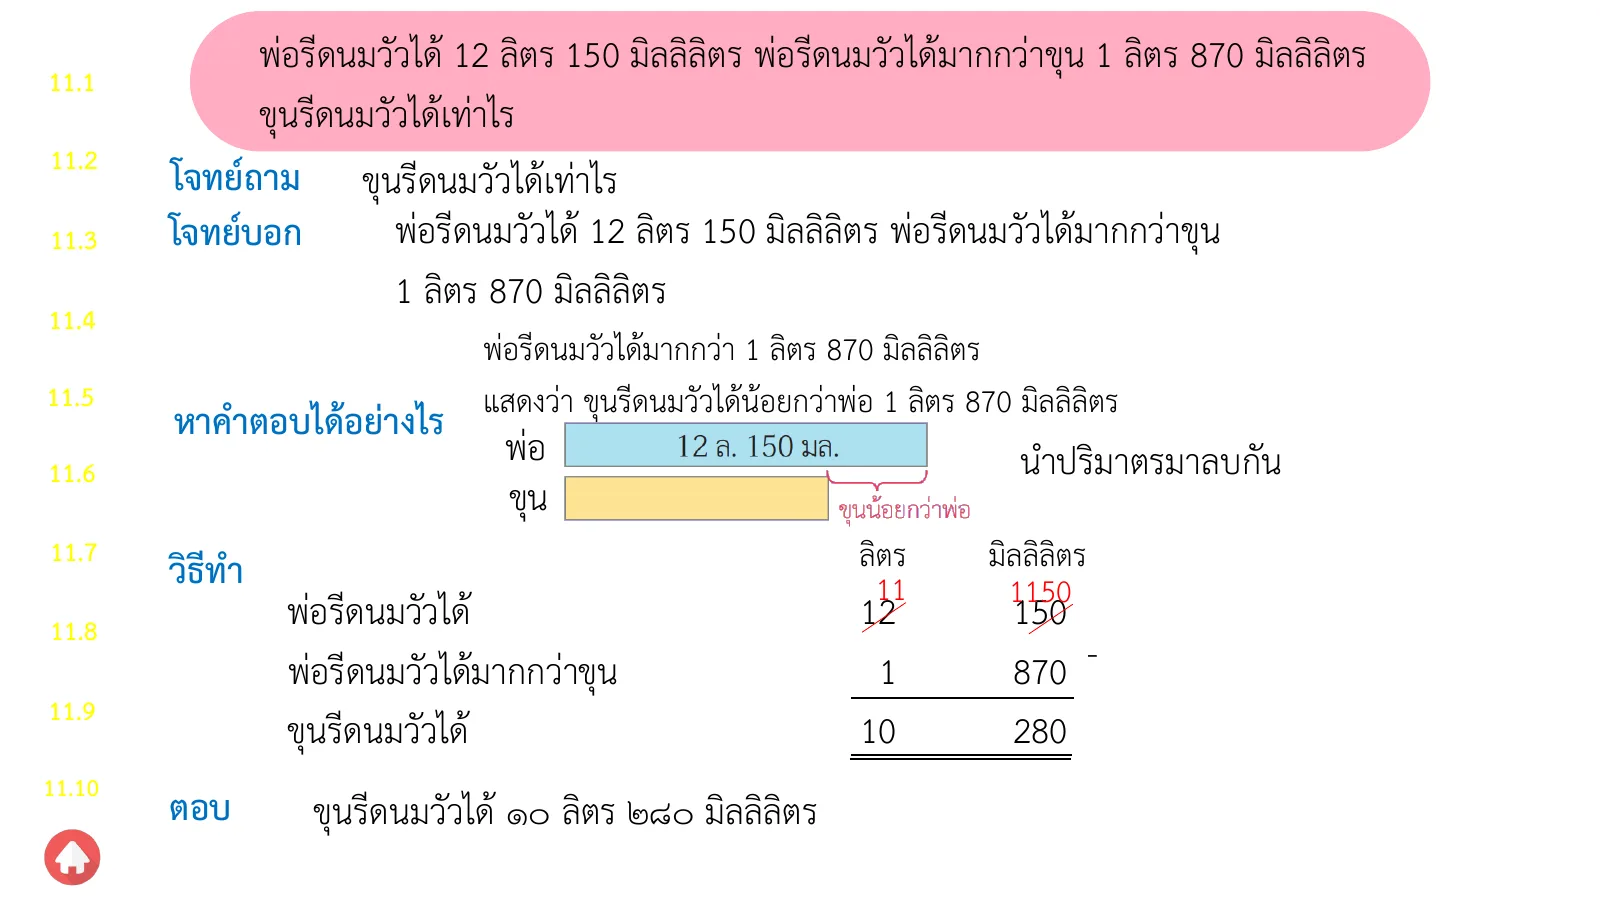 พ่อรีดนมวัวได้ 12 ลิตร 150 มิลลิลิตร พ่อรีดนมวัวได้มากกว่าขุน 1 ลิตร 870 มิลลิลิตร
ขุนรีดนมวัวได้เท่าไร
11.1
11.2
11.3
11.4
11.5
11.6
11.7
11.8
11.9
11.10
โจทย์ถาม ขุนรีดนมวัวได้เท่าไร
โจทย์บอก พ่อรีดนมวัวได้ 12 ลิตร 150 มิลลิลิตร พ่อรีดนมวัวได้มากกว่าขุน
1 ลิตร 870 มิลลิลิตร
พ่อรีดนมวัวได้มากกว่า 1 ลิตร 870 มิลลิลิตร
แสดงว่า ขุนรีดนมวัวได้น้อยกว่าพ่อ 1 ลิตร 870 มิลลิลิตร
หาคำตอบได้อย่างไร
พ่อ 12 ล. 150 มล.
นำปริมาตรมาลบกัน
ขุน
ขุนน้อยกว่าพ่อ
วิธีทำ
ลิตร มิลลิลิตร
11 1150
พ่อรีดนมวัวได้ 12 150
พ่อรีดนมวัวได้มากกว่าขุน 1 870 -
ขุนรีดนมวัวได้ 10 280
ตอบ ขุนรีดนมวัวได้ ๑๐ ลิตร ๒๘๐ มิลลิลิตร